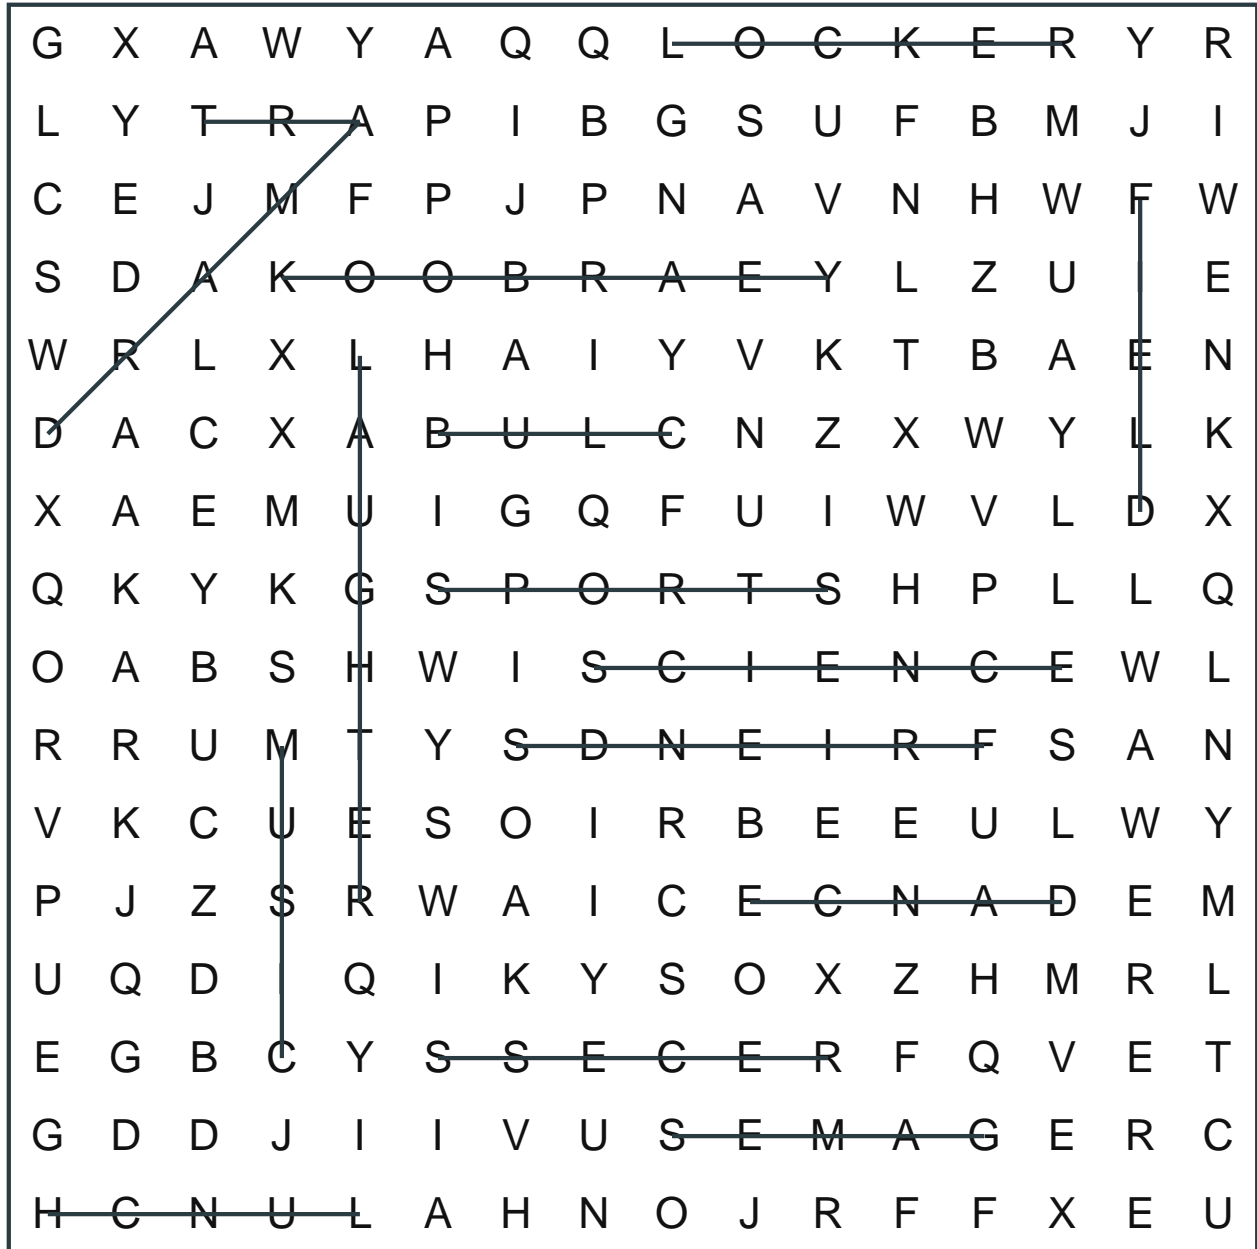 G X A W Y A Q Q L O C K E R Y R
L Y T R A P I B G S U F B M J I
C E J M F P J P N A V N H W F W
S D A K O O B R A E Y L Z U I E
W R L X L H A I Y V K T B A E N
D A C X A B U L C N Z X W Y L K
X A E M U I G Q F U I W V L D X
Q K Y K G S P O R T S H P L L Q
O A B S H W I S C I E N C E W L
R R U M T Y S D N E I R F S A N
V K C U E S O I R B E E U L W Y
P J Z S R W A I C E C N A D E M
U Q D I Q I K Y S O X Z H M R L
E G B C Y S S E C E R F Q V E T
G D D J I I V U S E M A G E R C
H C N U L A H N O J R F F X E U